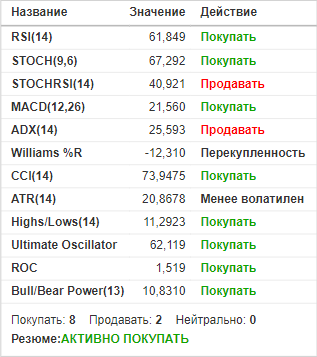 Название Значение Действие
RSI(14) 61,849 Покупать
STOCH(9,6) 67,292 Покупать
STOCHRSI(14) 40,921 Продавать
MACD(12,26) 21,560 Покупать
ADX(14) 25,593 Продавать
Williams %R -12,310 Перекупленность
CCI(14) 73,9475 Покупать
ATR(14) 20,8678 Менее волатилен
Highs/Lows(14) 11,2923 Покупать
Ultimate Oscillator 62,119 Покупать
ROC 1,519 Покупать
Bull/Bear Power(13) 10,8310 Покупать
Покупать: 8 Продавать: 2 Нейтрально: 0
Резюме:АКТИВНО ПОКУПАТЬ